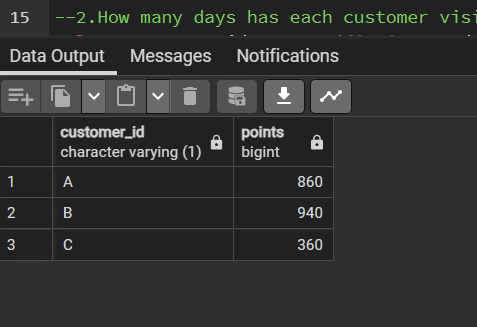 15 --2.How many days has each customer visi
Data Output Messages Notifications
customer_id points
character varying (1) bigint
1 A 860
2 B 940
3 C 360